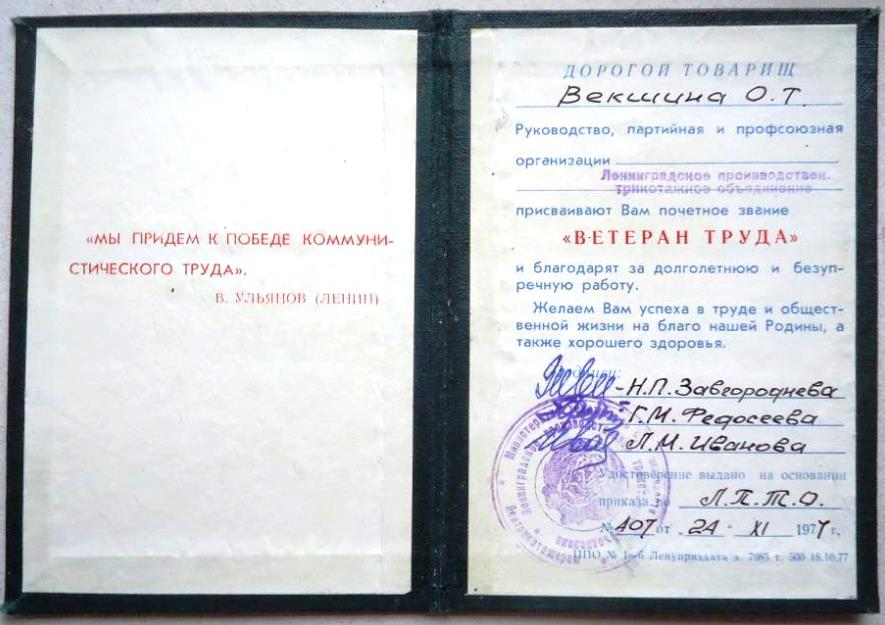 «МЫ ПРИДЕМ К ПОБЕДЕ КОММУНИ-
СТИЧЕСКОГО ТРУДА».
В. УЛЬЯНОВ (ЛЕНИН)
ДОРОГОЙ ТОВАРИЩ
Векшина О.Т.
Руководство, партийная и профсоюзная
организации
Ленинградское производствен.
трикотажное объединение
присваивают Вам почетное звание
«ВЕТЕРАН ТРУДА»
и благодарят за долголетнюю и безуп-
речную работу.
Желаем Вам успеха в труде и общест-
венной жизни на благо нашей Родины, а
также хорошего здоровья.
Н.П. Завгороднева
Г.М. Федосеева
Л.М. Иванова
Удостоверение выдано на основании
приказа по Л.П.Т.О.
№ 407 от 24 XI 1977 г.
ППО № 1—6 Ленуприздата з. 7985 т. 500 18.10.77